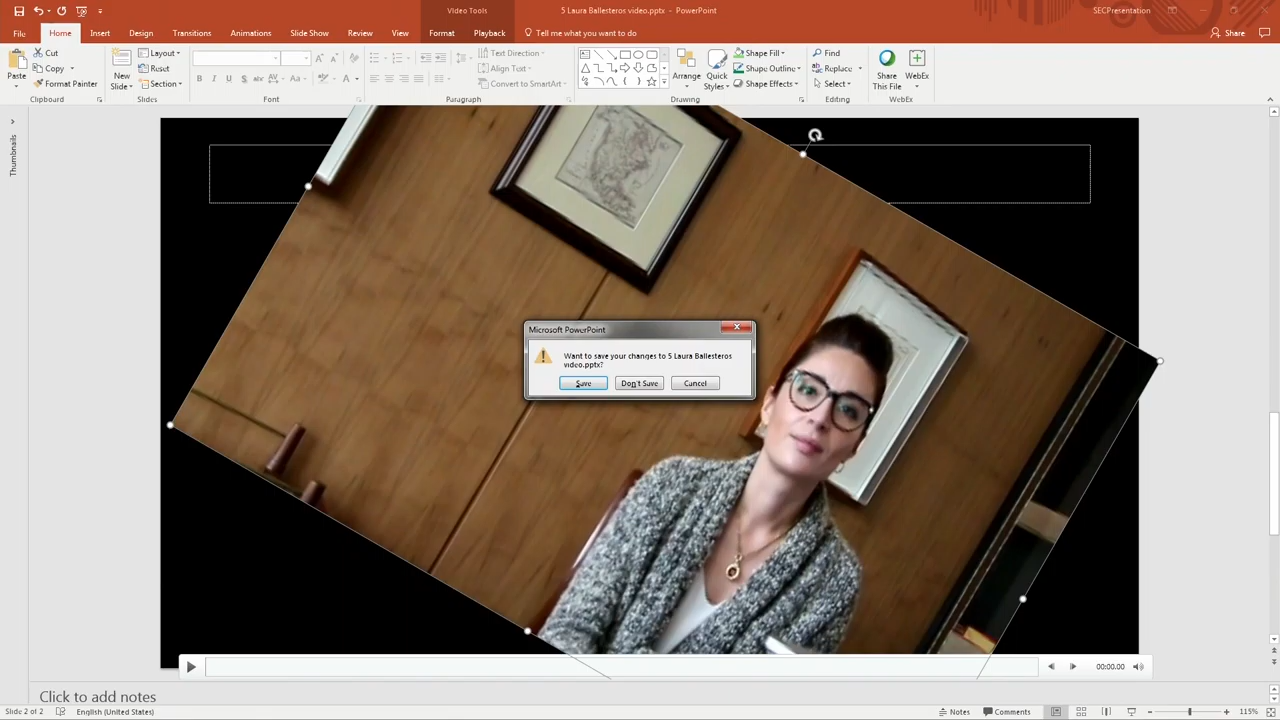 Video Tools
5 Laura Ballesteros video.pptx - PowerPoint
SECPresentation
File Home Insert Design Transitions Animations Slide Show Review View Format Playback Tell me what you want to do Share
Paste
Cut
Copy
Format Painter
Clipboard
New
Slide
Layout
Reset
Section
Slides
B I U S abc AV Aa A
Font
Text Direction
Align Text
Convert to SmartArt
Paragraph
Arrange
Quick
Styles
Shape Fill
Shape Outline
Shape Effects
Drawing
Find
Replace
Select
Editing
Share
This File
WebEx
WebEx
Thumbnails
Microsoft PowerPoint
Want to save your changes to 5 Laura Ballesteros
video.pptx?
Save Don't Save Cancel
00:00.00
Click to add notes
Slide 2 of 2 English (United States) Notes Comments 115%